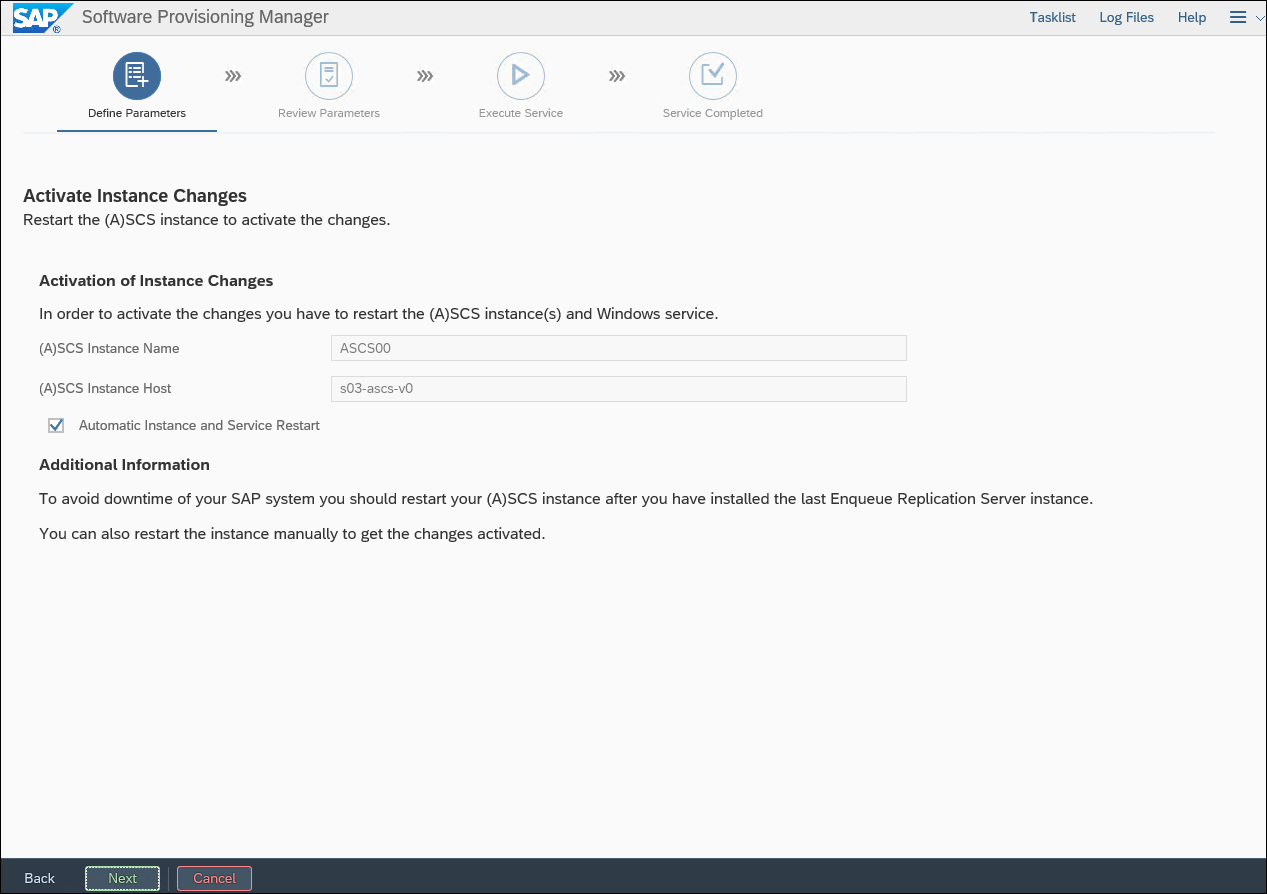 SAP ® Software Provisioning Manager Tasklist Log Files Help
Define Parameters Review Parameters Execute Service Service Completed
Activate Instance Changes
Restart the (A)SCS instance to activate the changes.
Activation of Instance Changes
In order to activate the changes you have to restart the (A)SCS instance(s) and Windows service.
(A)SCS Instance Name ASCS00
(A)SCS Instance Host s03-ascs-v0
Automatic Instance and Service Restart
Additional Information
To avoid downtime of your SAP system you should restart your (A)SCS instance after you have installed the last Enqueue Replication Server instance.
You can also restart the instance manually to get the changes activated.
Back Next Cancel